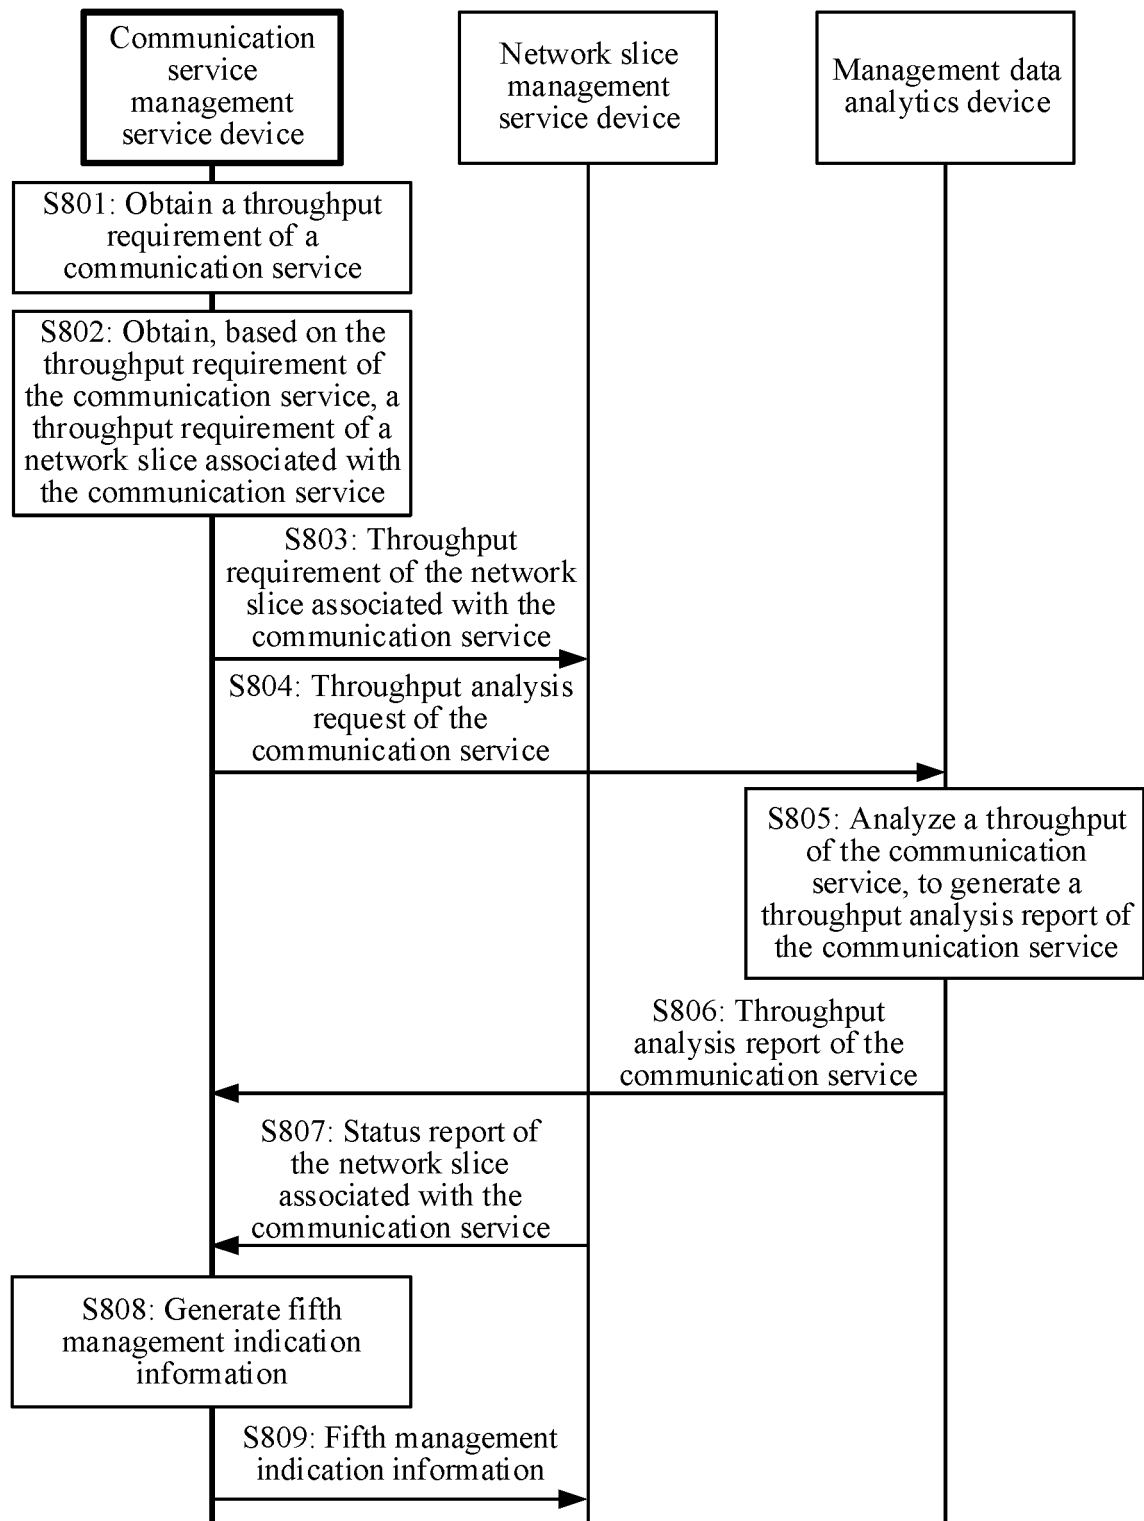 Communication
service
management
service device
Network slice
management
service device
Management data
analytics device
S801: Obtain a throughput
requirement of a
communication service
S802: Obtain, based on the
throughput requirement of
the communication service, a
throughput requirement of a
network slice associated with
the communication service
S803: Throughput
requirement of the network
slice associated with the
communication service
S804: Throughput analysis
request of the
communication service
S805: Analyze a throughput
of the communication
service, to generate a
throughput analysis report of
the communication service
S806: Throughput
analysis report of the
communication service
S807: Status report of
the network slice
associated with the
communication service
S808: Generate fifth
management indication
information
S809: Fifth management
indication information